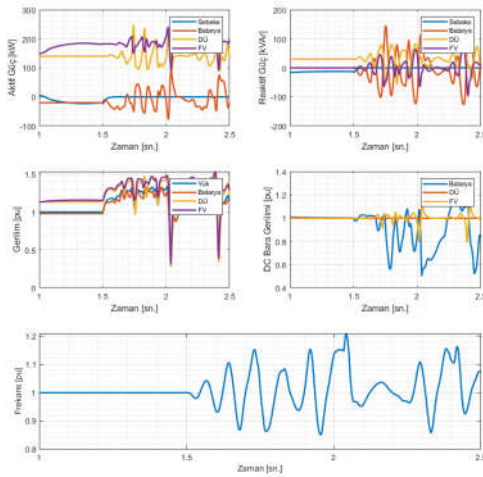 300
200
100
0
-100
1
1.5
2
2.5
Aktif Güç [kW]
Zaman [sn.]
Sebeke
Batarya
DÜ
FV
200
100
0
-100
-200
1
1.5
2
2.5
Reaktif Güç [kVAr]
Zaman [sn.]
Sebeke
Batarya
DÜ
FV
1.5
1
0.5
0
1
1.5
2
2.5
Gerilim [pu]
Zaman [sn.]
Yük
Batarya
DÜ
FV
1.4
1.2
1
0.8
0.6
0.4
1
1.5
2
2.5
DC Bara Gerilimi [pu]
Zaman [sn.]
Batarya
DÜ
FV
1.2
1.1
1
0.9
0.8
1
1.5
2
2.5
Frekans [pu]
Zaman [sn.]